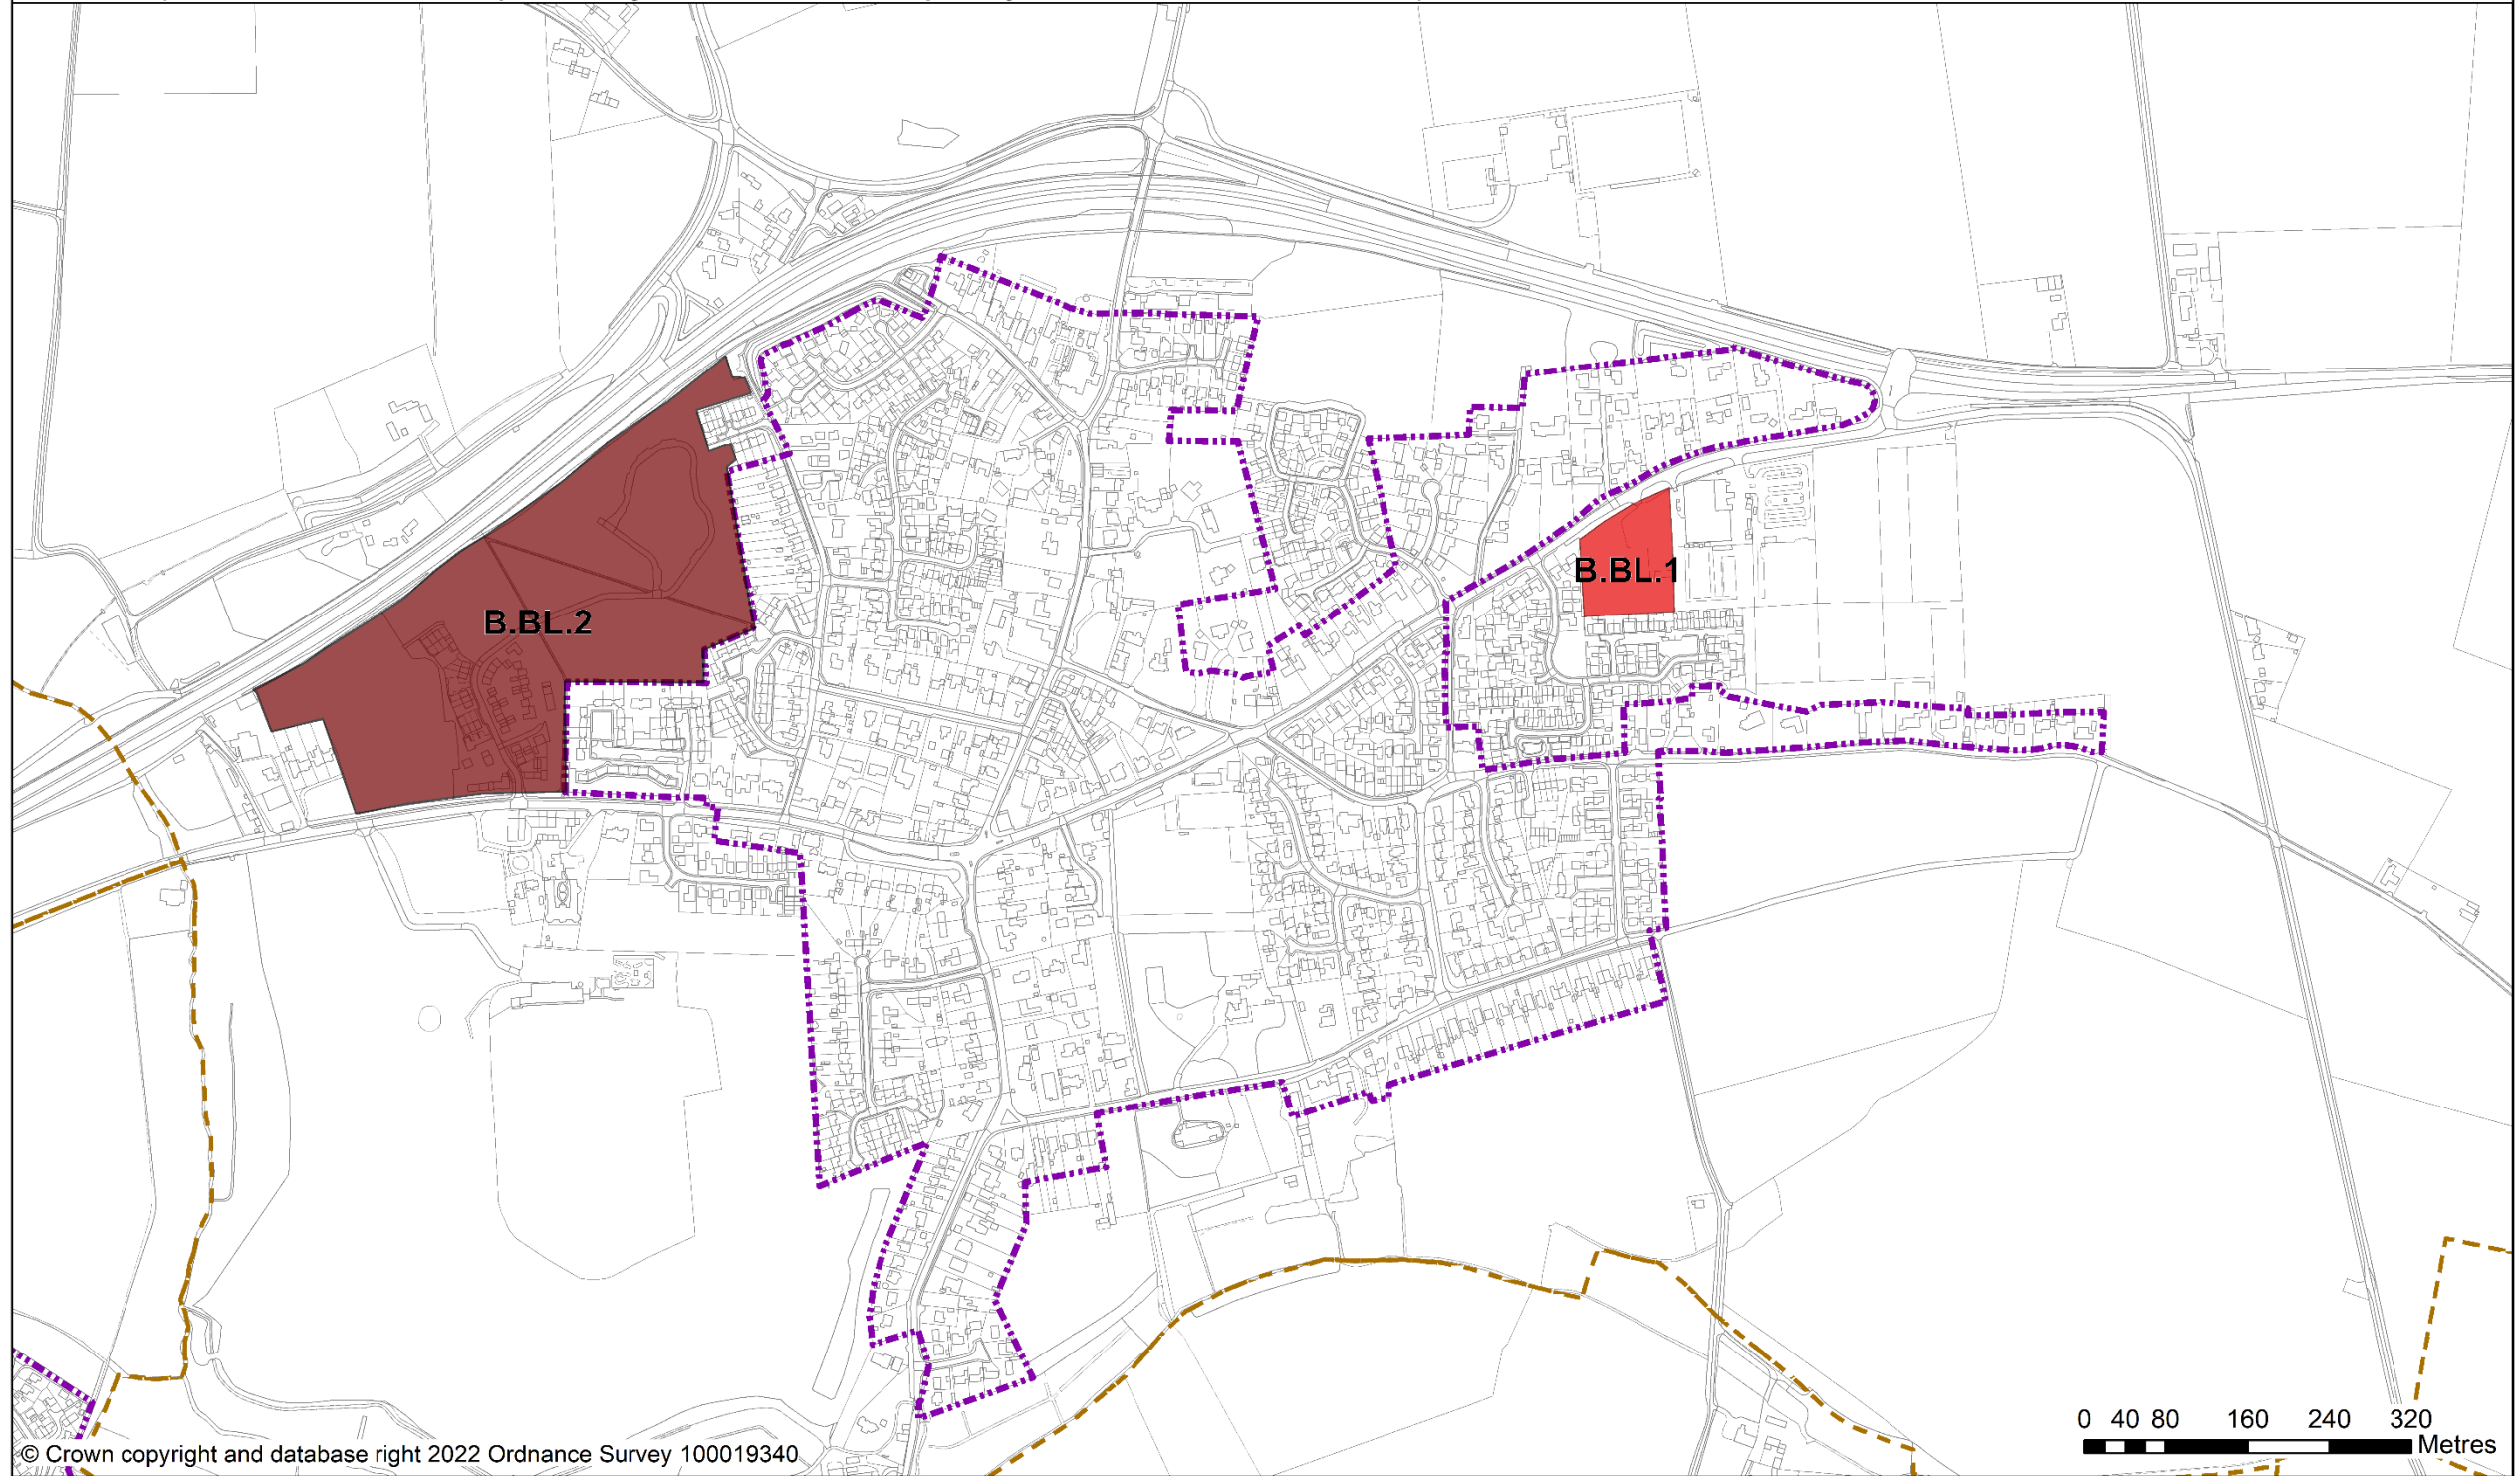 B.BL.1
B.BL.2
0 40 80 160 240 320
Metres
© Crown copyright and database right 2022 Ordnance Survey 100019340